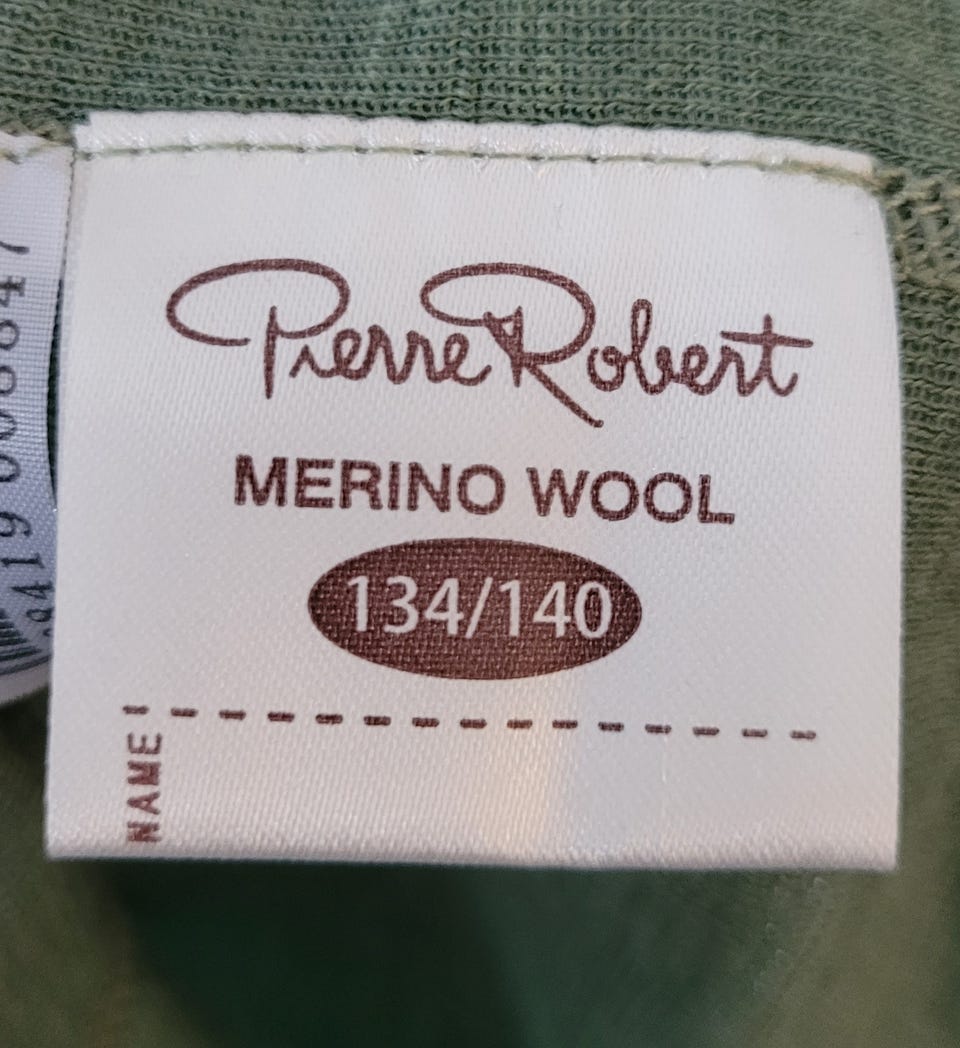 Pierre Robert
MERINO WOOL
134/140
NAME